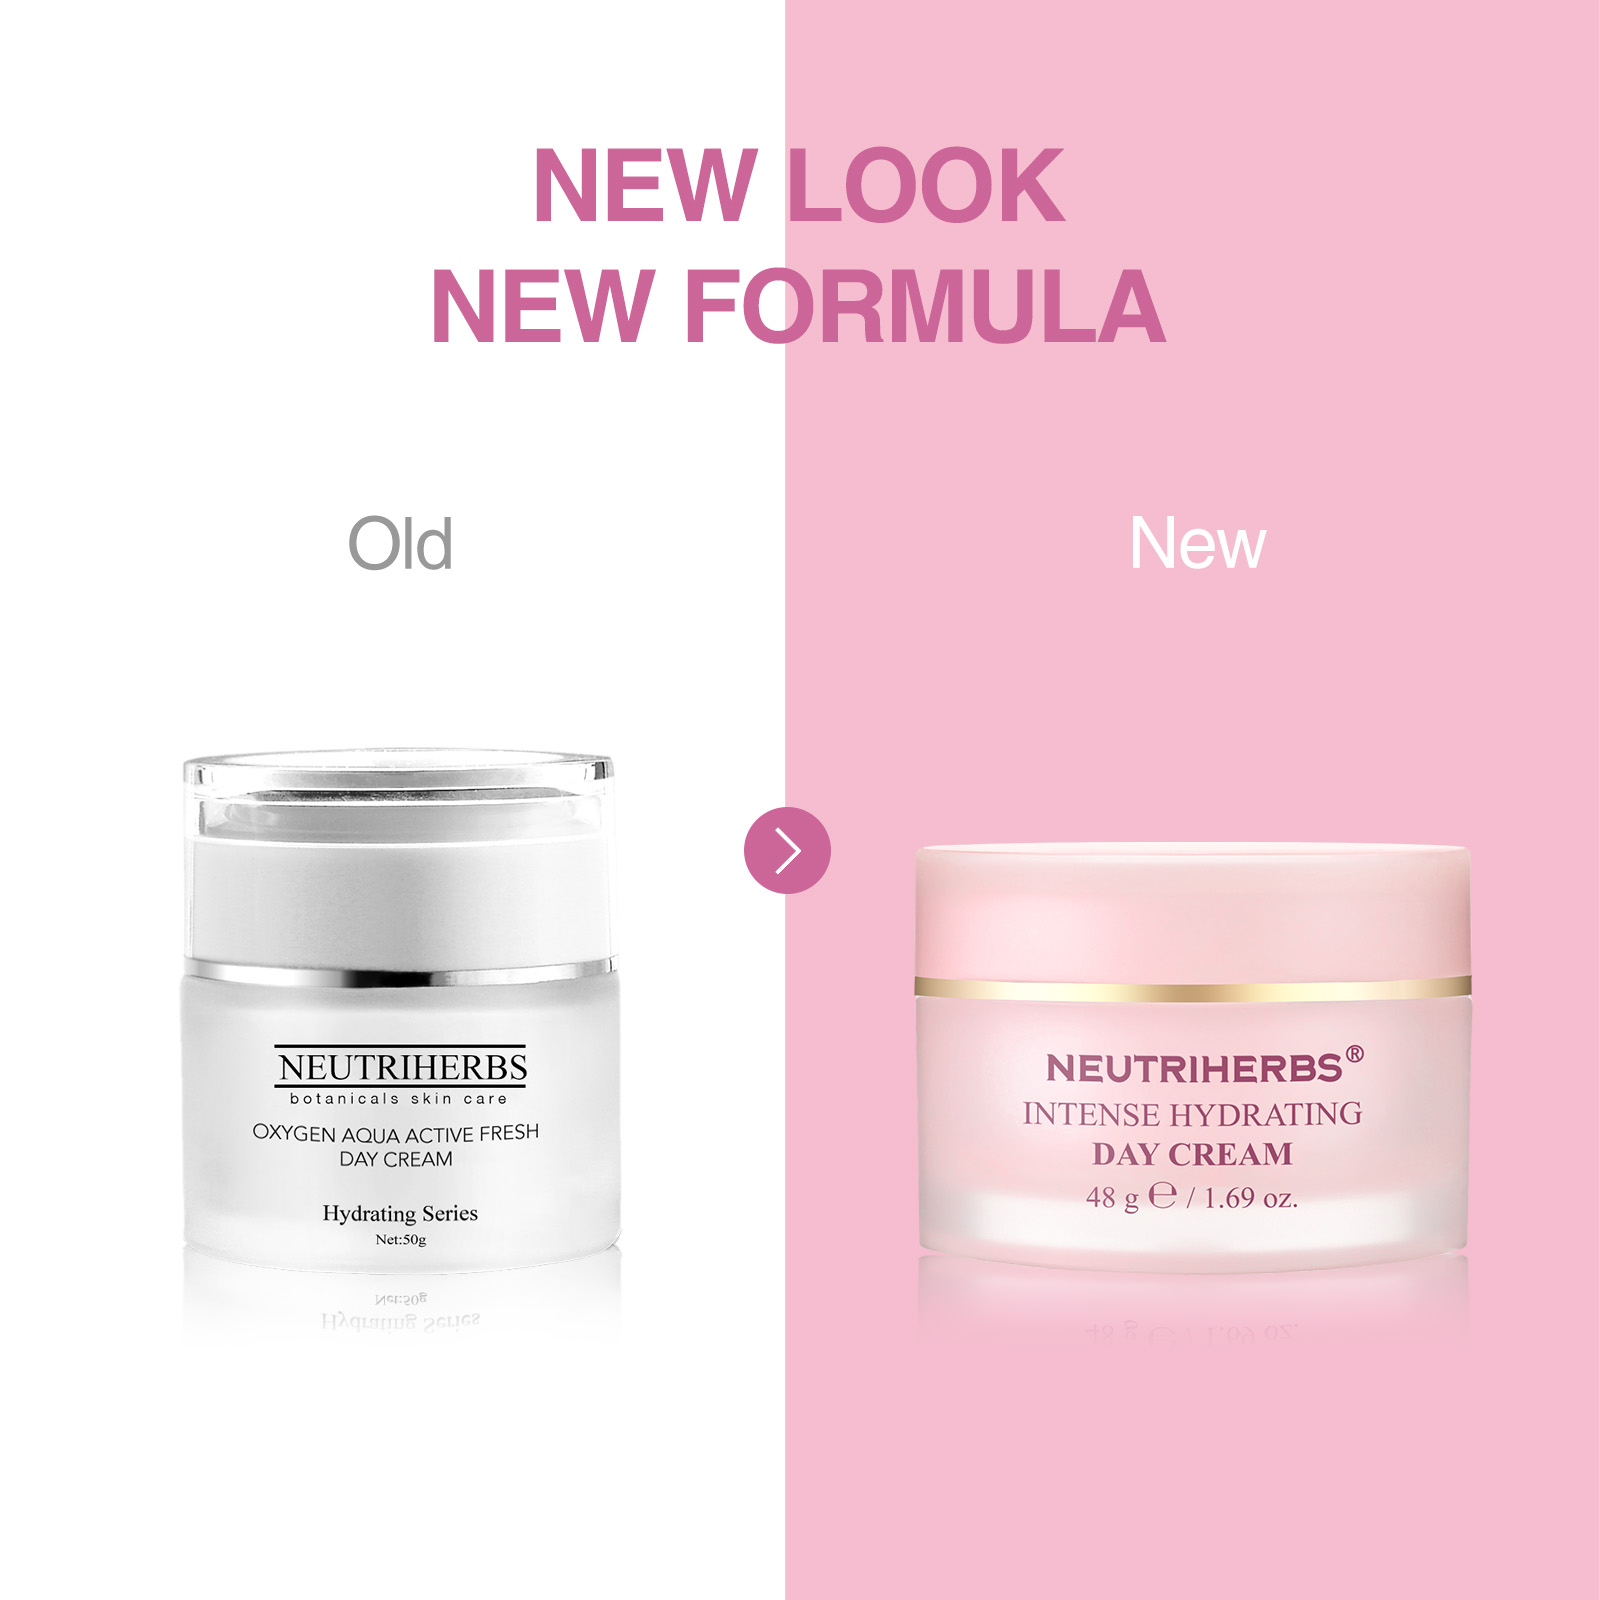 NEW LOOK
NEW FORMULA
Old
New
NEUTRIHERBS
botanicals skin care
OXYGEN AQUA ACTIVE FRESH
DAY CREAM
Hydrating Series
Net:50g
NEUTRIHERBS®
INTENSE HYDRATING
DAY CREAM
48 g ℮ / 1.69 oz.